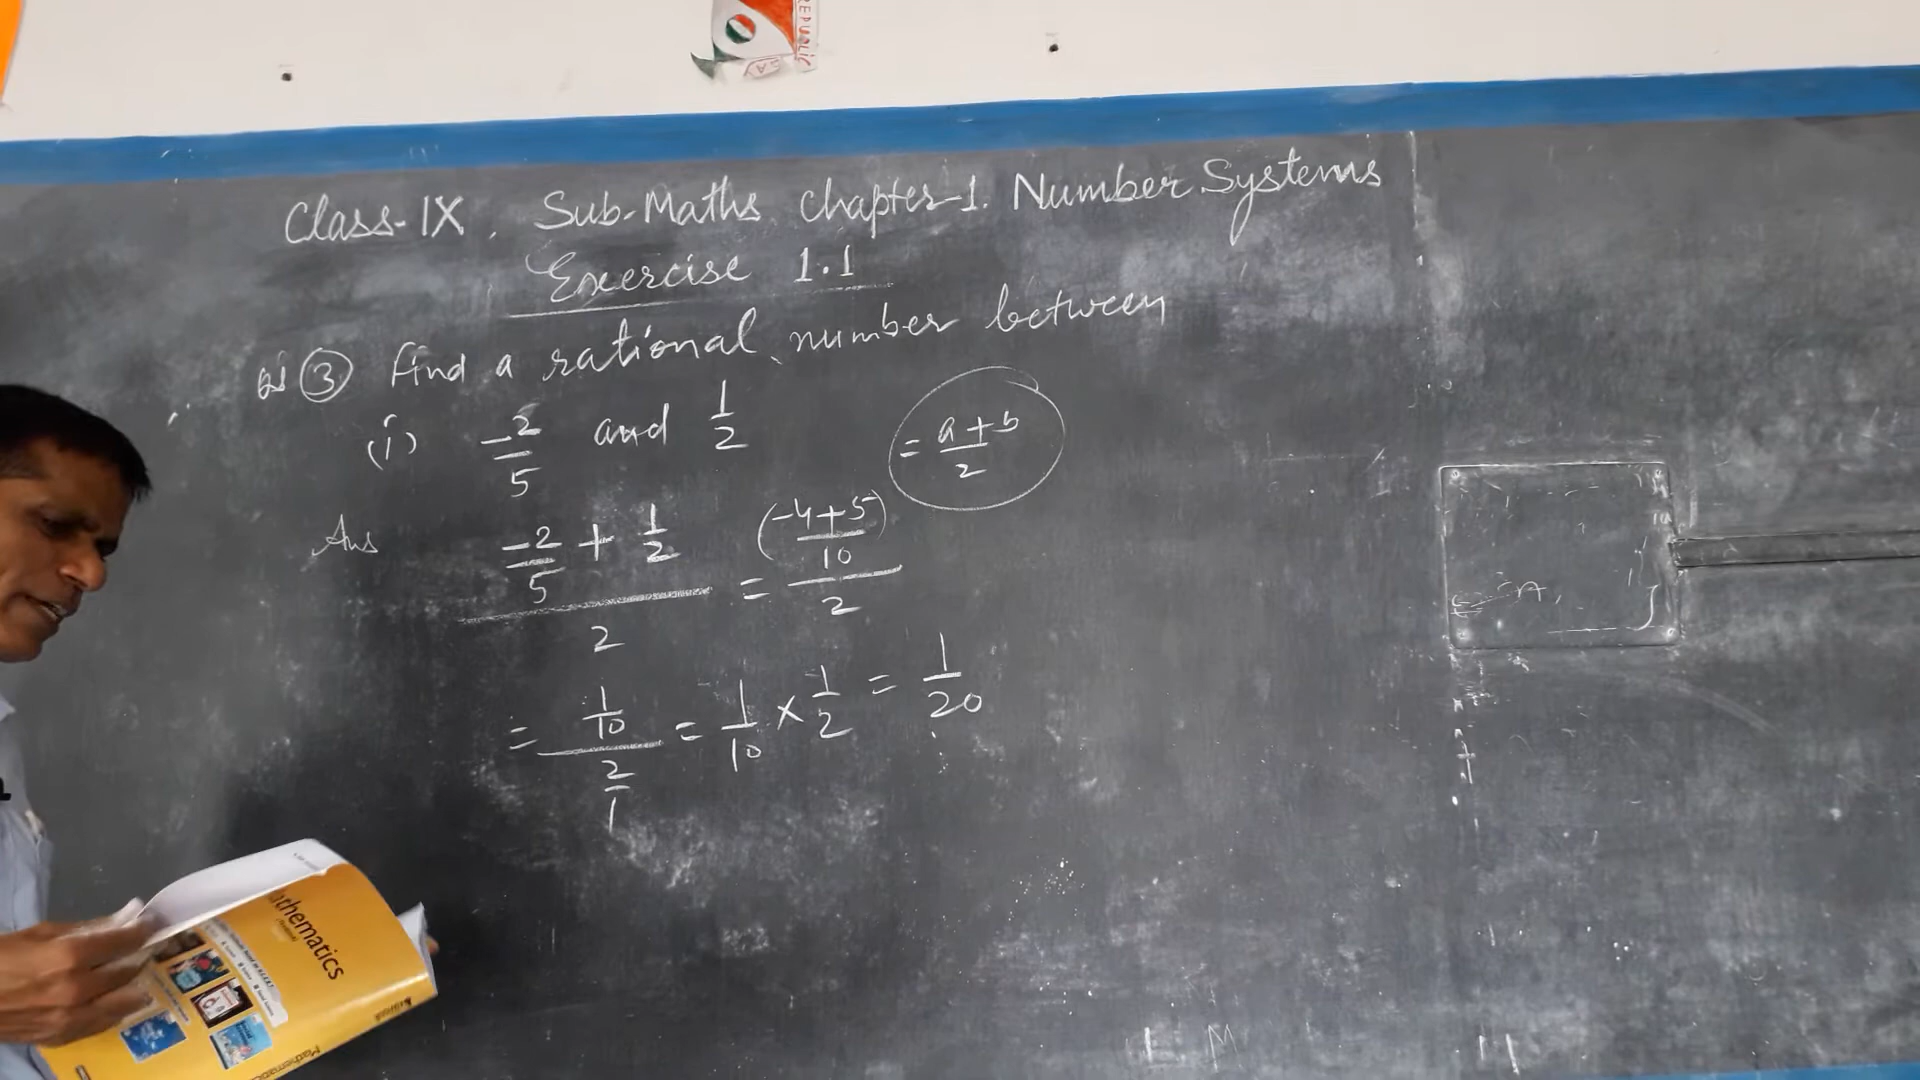 REPUBLIC
Class-IX, Sub-Maths Chapter-1. Number Systems
Exercise 1.1
③ Find a rational number between
(i) -2/5 and 1/2
= a+b/2
Ans (-2/5 + 1/2)/2 = ((-4+5)/10)/2
= (1/10)/(2/1) = 1/10 × 1/2 = 1/20
Mathematics
Mathematics